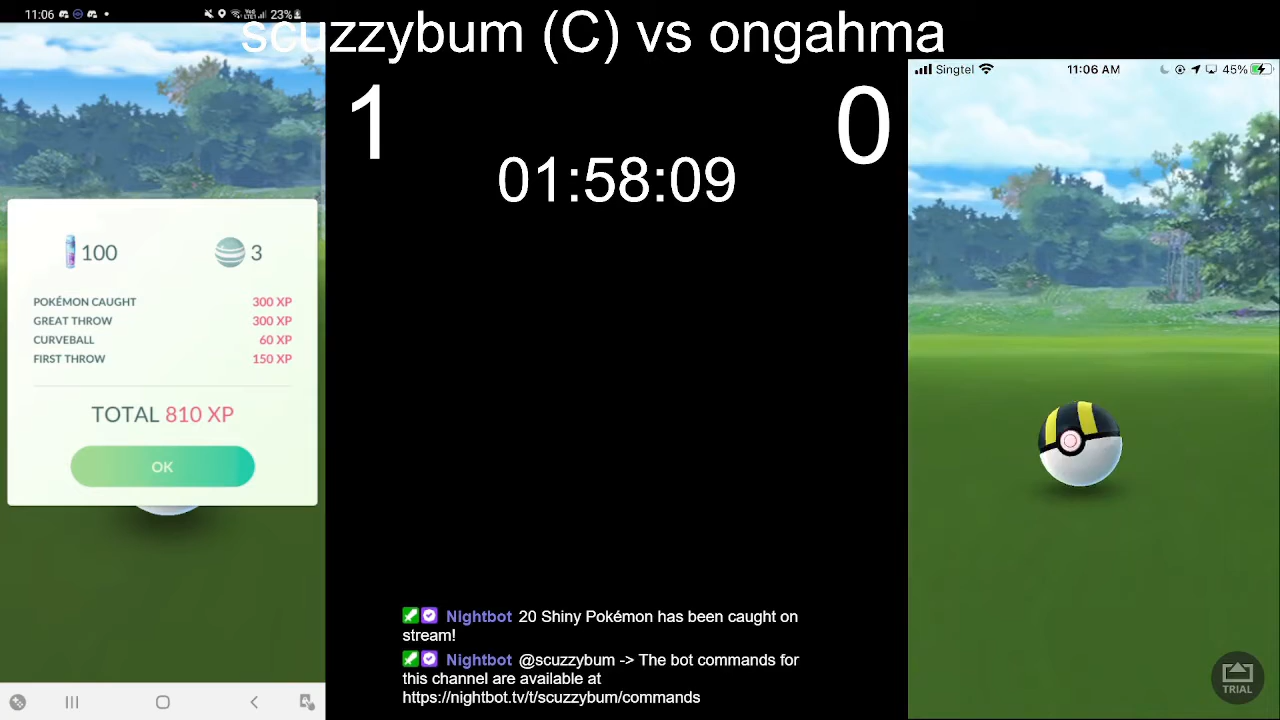 scuzzybum (C) vs ongahma
11:06
23%
1
0
01:58:09
100
3
POKÉMON CAUGHT 300 XP
GREAT THROW 300 XP
CURVEBALL 60 XP
FIRST THROW 150 XP
TOTAL 810 XP
OK
Nightbot 20 Shiny Pokémon has been caught on
stream!
Nightbot @scuzzybum -> The bot commands for
this channel are available at
https://nightbot.tv/t/scuzzybum/commands
Singtel 11:06 AM 45%
TRIAL